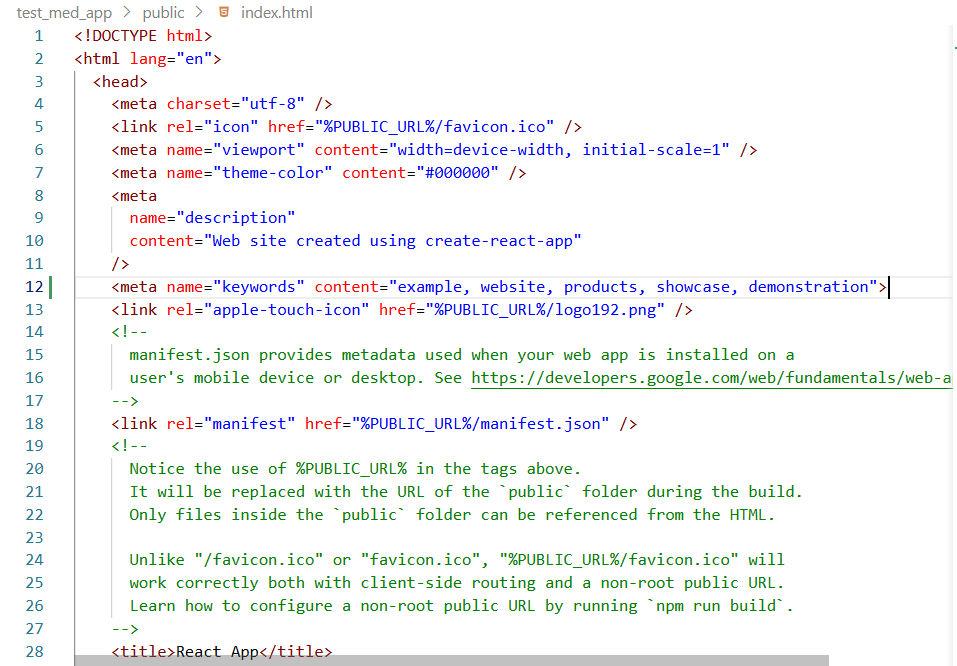 test_med_app > public > index.html
1 <!DOCTYPE html>
2 <html lang="en">
3 <head>
4 <meta charset="utf-8" />
5 <link rel="icon" href="%PUBLIC_URL%/favicon.ico" />
6 <meta name="viewport" content="width=device-width, initial-scale=1" />
7 <meta name="theme-color" content="#000000" />
8 <meta
9 name="description"
10 content="Web site created using create-react-app"
11 />
12 <meta name="keywords" content="example, website, products, showcase, demonstration">
13 <link rel="apple-touch-icon" href="%PUBLIC_URL%/logo192.png" />
14 <!--
15 manifest.json provides metadata used when your web app is installed on a
16 user's mobile device or desktop. See https://developers.google.com/web/fundamentals/web-a
17 -->
18 <link rel="manifest" href="%PUBLIC_URL%/manifest.json" />
19 <!--
20 Notice the use of %PUBLIC_URL% in the tags above.
21 It will be replaced with the URL of the `public` folder during the build.
22 Only files inside the `public` folder can be referenced from the HTML.
23
24 Unlike "/favicon.ico" or "favicon.ico", "%PUBLIC_URL%/favicon.ico" will
25 work correctly both with client-side routing and a non-root public URL.
26 Learn how to configure a non-root public URL by running `npm run build`.
27 -->
28 <title>React App</title>